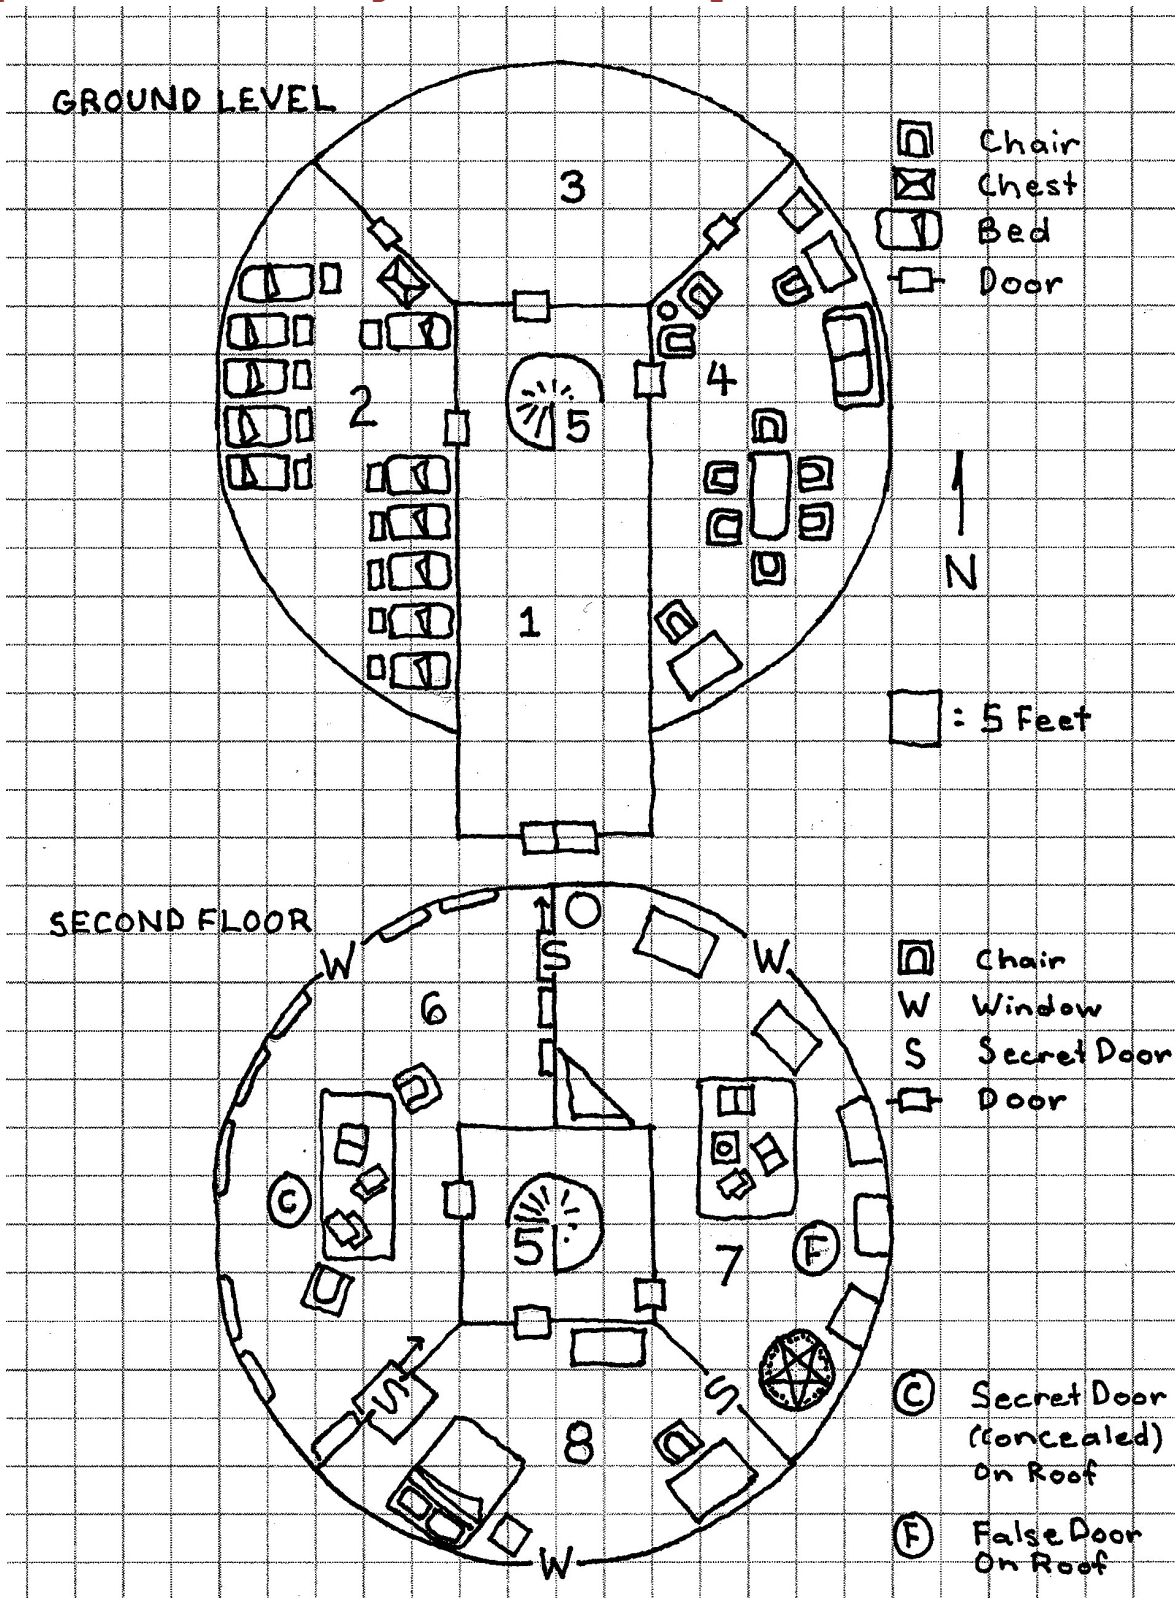 GROUND LEVEL
Chair
Chest
3
Bed
Door
4
2
5
N
1
: 5 Feet
SECOND FLOOR
S
W
W
Chair
6
W Window
S Secret Door
Door
C
5
7
F
S
S
C Secret Door
(concealed)
On Roof
8
F False Door
On Roof
W